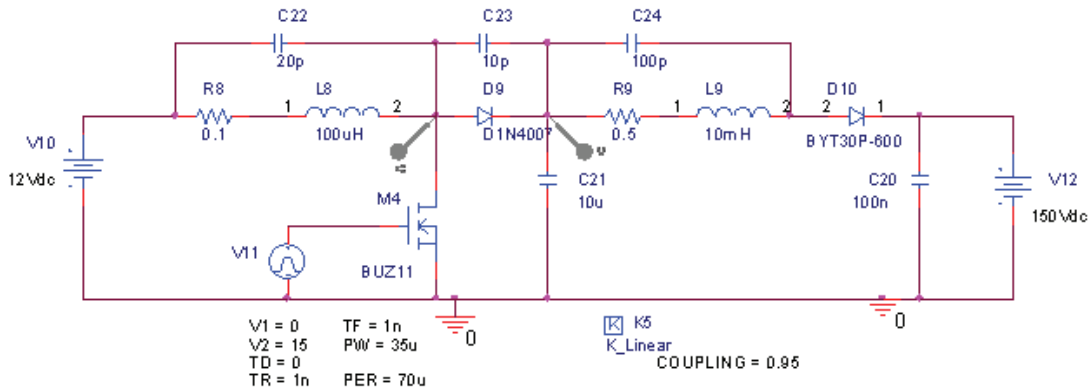 C22
20p
C23
10p
C24
100p
R8
0.1
1
L8
2
100uH
D9
D1N4007
R9
0.5
1
L9
2
10mH
D10
2
1
BYT30P-600
V10
12Vdc
M4
BUZ11
V11
C21
10u
C20
100n
V12
150Vdc
0
0
V1 = 0
TF = 1n
V2 = 15
PW = 35u
TD = 0
TR = 1n
PER = 70u
K
K5
K_Linear
COUPLING = 0.95